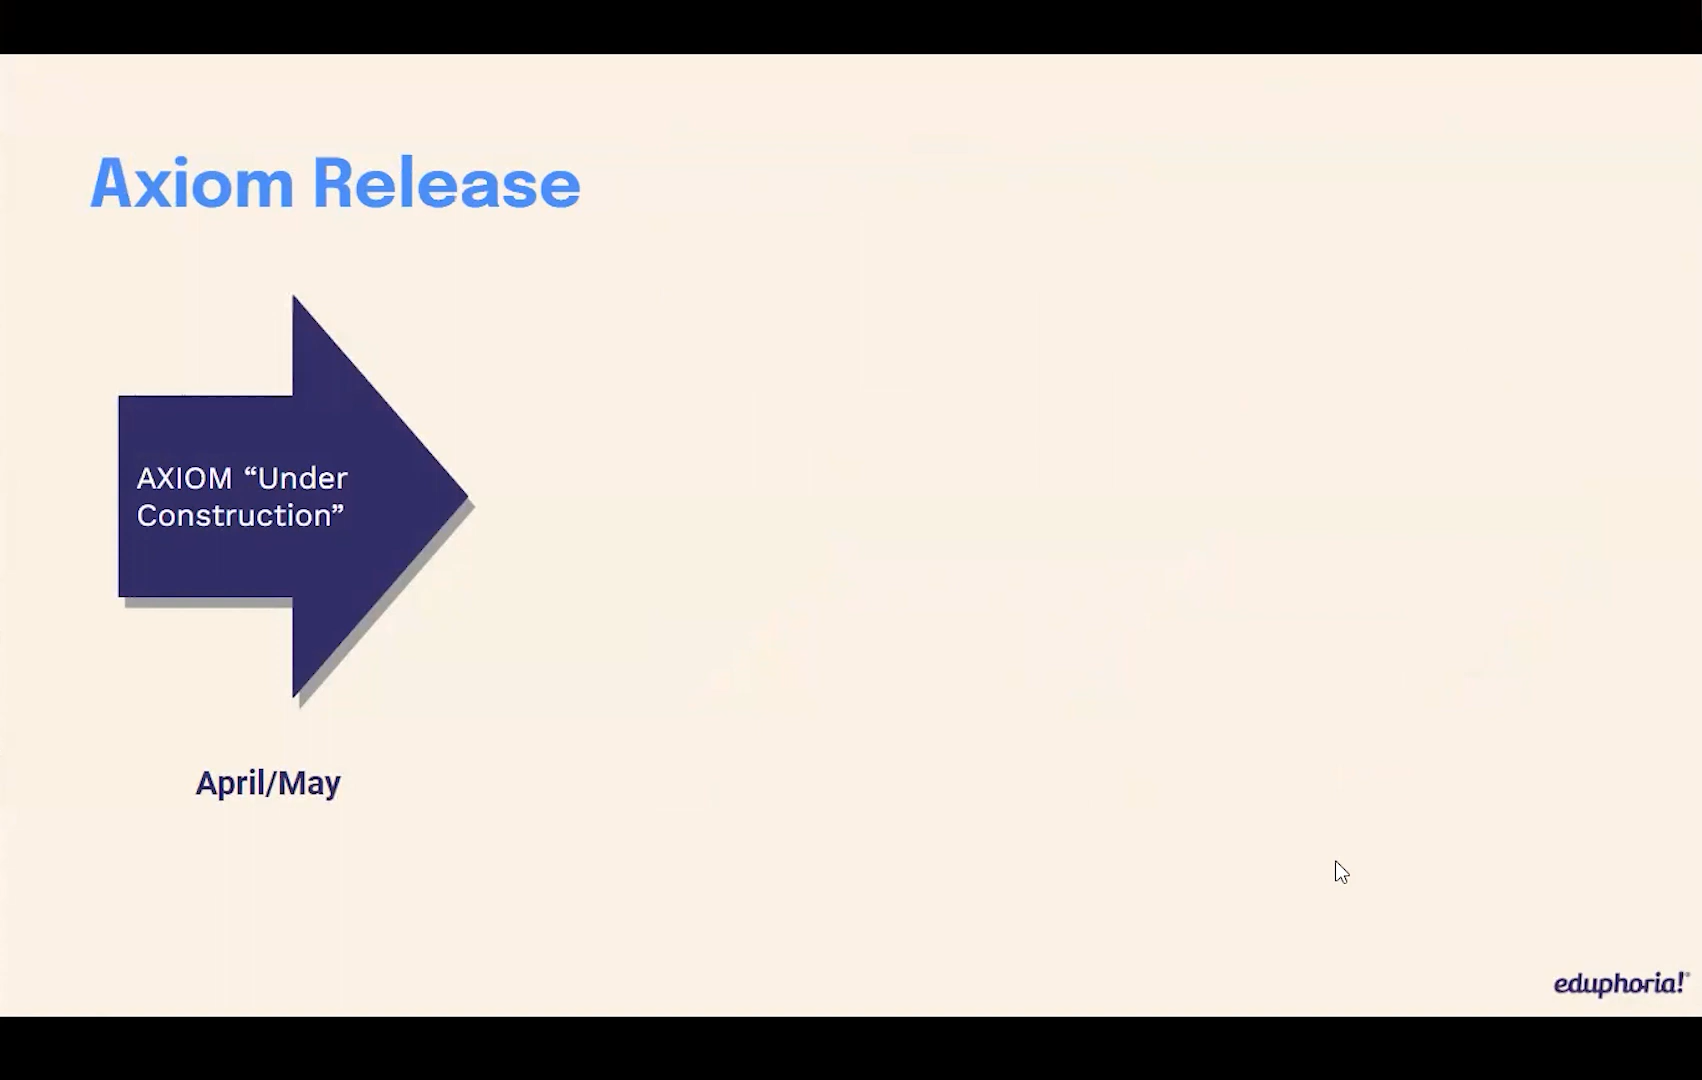 Axiom Release
AXIOM “Under
Construction”
April/May
eduphoria!